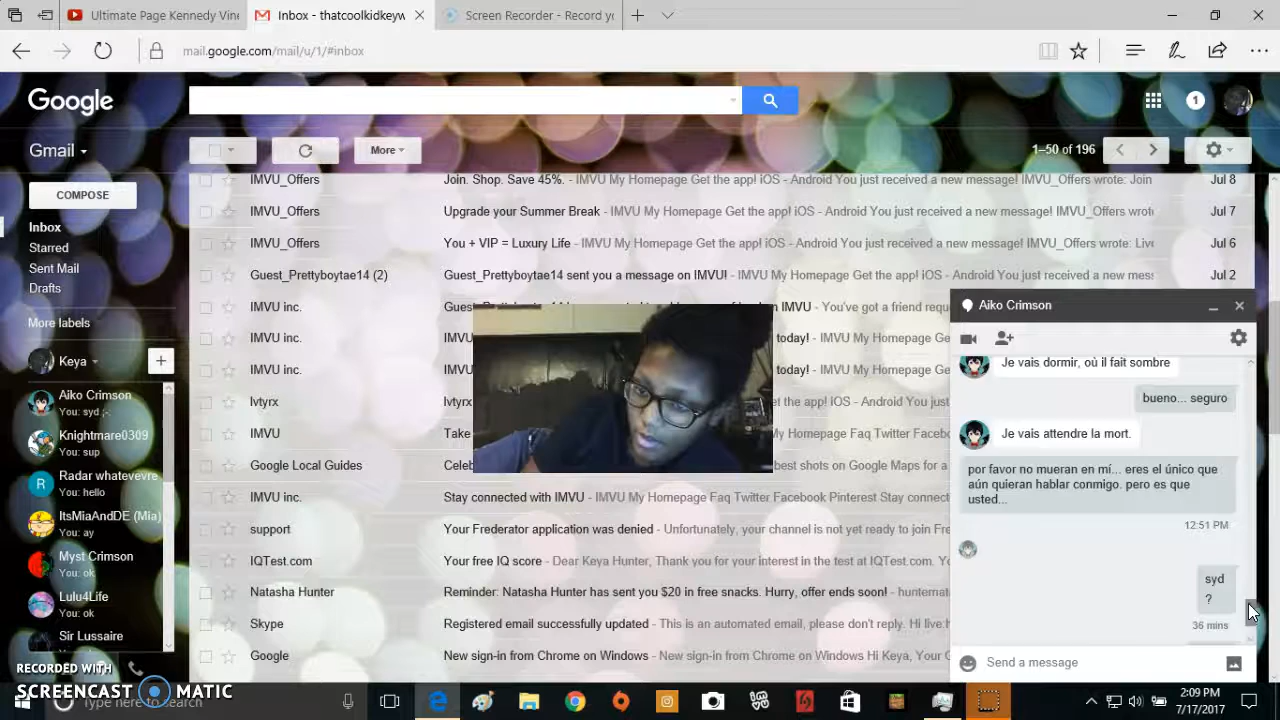 Ultimate Page Kennedy Vine
Inbox - thatcoolkidkeyw
Screen Recorder - Record yo
mail.google.com/mail/u/1/#inbox
Google
Gmail
More
1–50 of 196
COMPOSE
Inbox
Starred
Sent Mail
Drafts
More labels
Keya
Aiko Crimson
You: syd ;-;
Knightmare0309
You: sup
Radar whatevevre
You: hello
ItsMiaAndDE (Mia)
You: ay
Myst Crimson
You: ok
Lulu4Life
You: ok
Sir Lussaire
IMVU_Offers Join. Shop. Save 45%. - IMVU My Homepage Get the app! iOS - Android You just received a new message! IMVU_Offers wrote: Join Jul 8
IMVU_Offers Upgrade your Summer Break - IMVU My Homepage Get the app! iOS - Android You just received a new message! IMVU_Offers wrote Jul 7
IMVU_Offers You + VIP = Luxury Life - IMVU My Homepage Get the app! iOS - Android You just received a new message! IMVU_Offers wrote: Live Jul 6
Guest_Prettyboytae14 (2) Guest_Prettyboytae14 sent you a message on IMVU! - IMVU My Homepage Get the app! iOS - Android You just received a new mess Jul 2
IMVU inc. IMVU - You've got a friend requ
IMVU inc. IMVU today! - IMVU My Homepage Get the
IMVU inc. IMVU today! - IMVU My Homepage Get the
lvtyrx lvtyrx et the app! iOS - Android You just
IMVU Take Homepage Faq Twitter Facebo
Google Local Guides Celeb best shots on Google Maps for a
IMVU inc. Stay connected with IMVU - IMVU My Homepage Faq Twitter Facebook Pinterest Stay connect
support Your Frederator application was denied - Unfortunately, your channel is not yet ready to join Fre
IQTest.com Your free IQ score - Dear Keya Hunter, Thank you for your interest in the test at IQTest.com. Yo
Natasha Hunter Reminder: Natasha Hunter has sent you $20 in free snacks. Hurry, offer ends soon! - hunternat
Skype Registered email successfully updated - This is an automated email, please don't reply. Hi live:h
Google New sign-in from Chrome on Windows - New sign-in from Chrome on Windows Hi Keya, Your G
Aiko Crimson
Je vais dormir, où il fait sombre
bueno... seguro
Je vais attendre la mort.
por favor no mueran en mí... eres el único que
aún quieran hablar conmigo. pero es que
usted...
12:51 PM
syd
?
36 mins
Send a message
RECORDED WITH
SCREENCAST MATIC
Type here to search
2:09 PM
7/17/2017